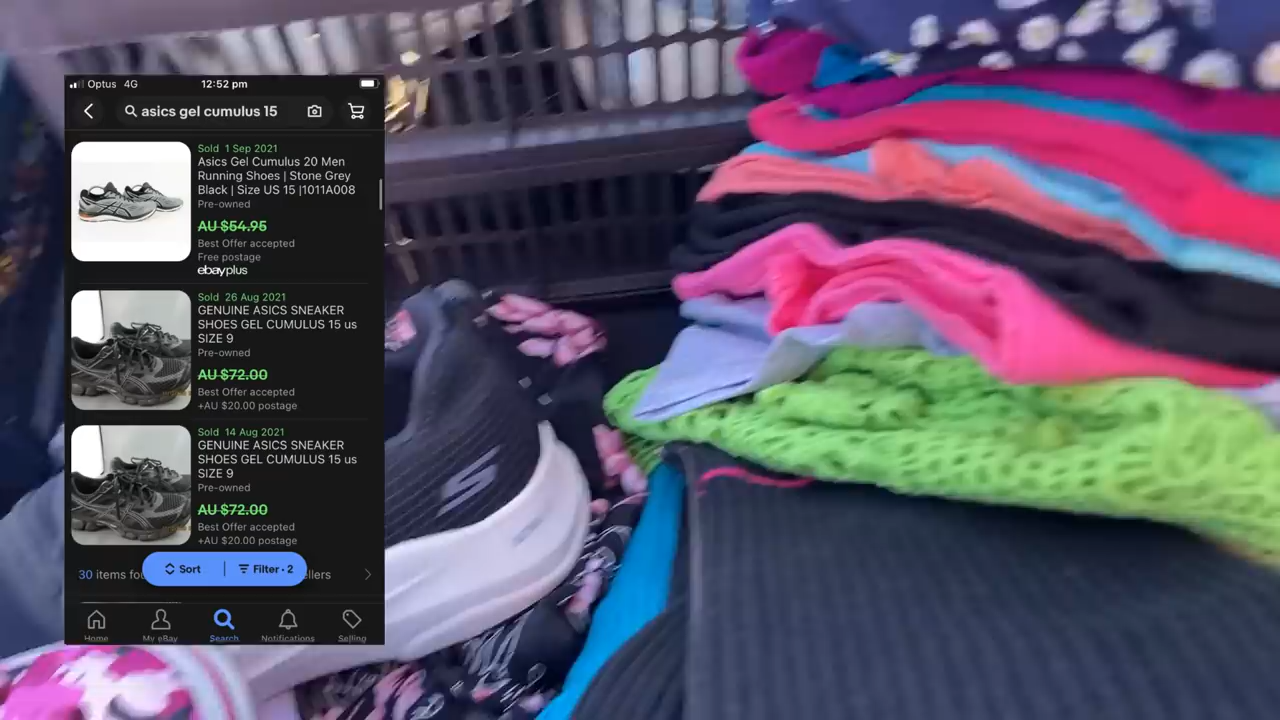 Optus 4G 12:52 pm
asics gel cumulus 15
Sold 1 Sep 2021
Asics Gel Cumulus 20 Men
Running Shoes | Stone Grey
Black | Size US 15 |1011A008
Pre-owned
AU $54.95
Best Offer accepted
Free postage
ebayplus
Sold 26 Aug 2021
GENUINE ASICS SNEAKER
SHOES GEL CUMULUS 15 us
SIZE 9
Pre-owned
AU $72.00
Best Offer accepted
+AU $20.00 postage
Sold 14 Aug 2021
GENUINE ASICS SNEAKER
SHOES GEL CUMULUS 15 us
SIZE 9
Pre-owned
AU $72.00
Best Offer accepted
+AU $20.00 postage
30 items fo
Sort Filter · 2
ellers
Home My eBay Search Notifications Selling